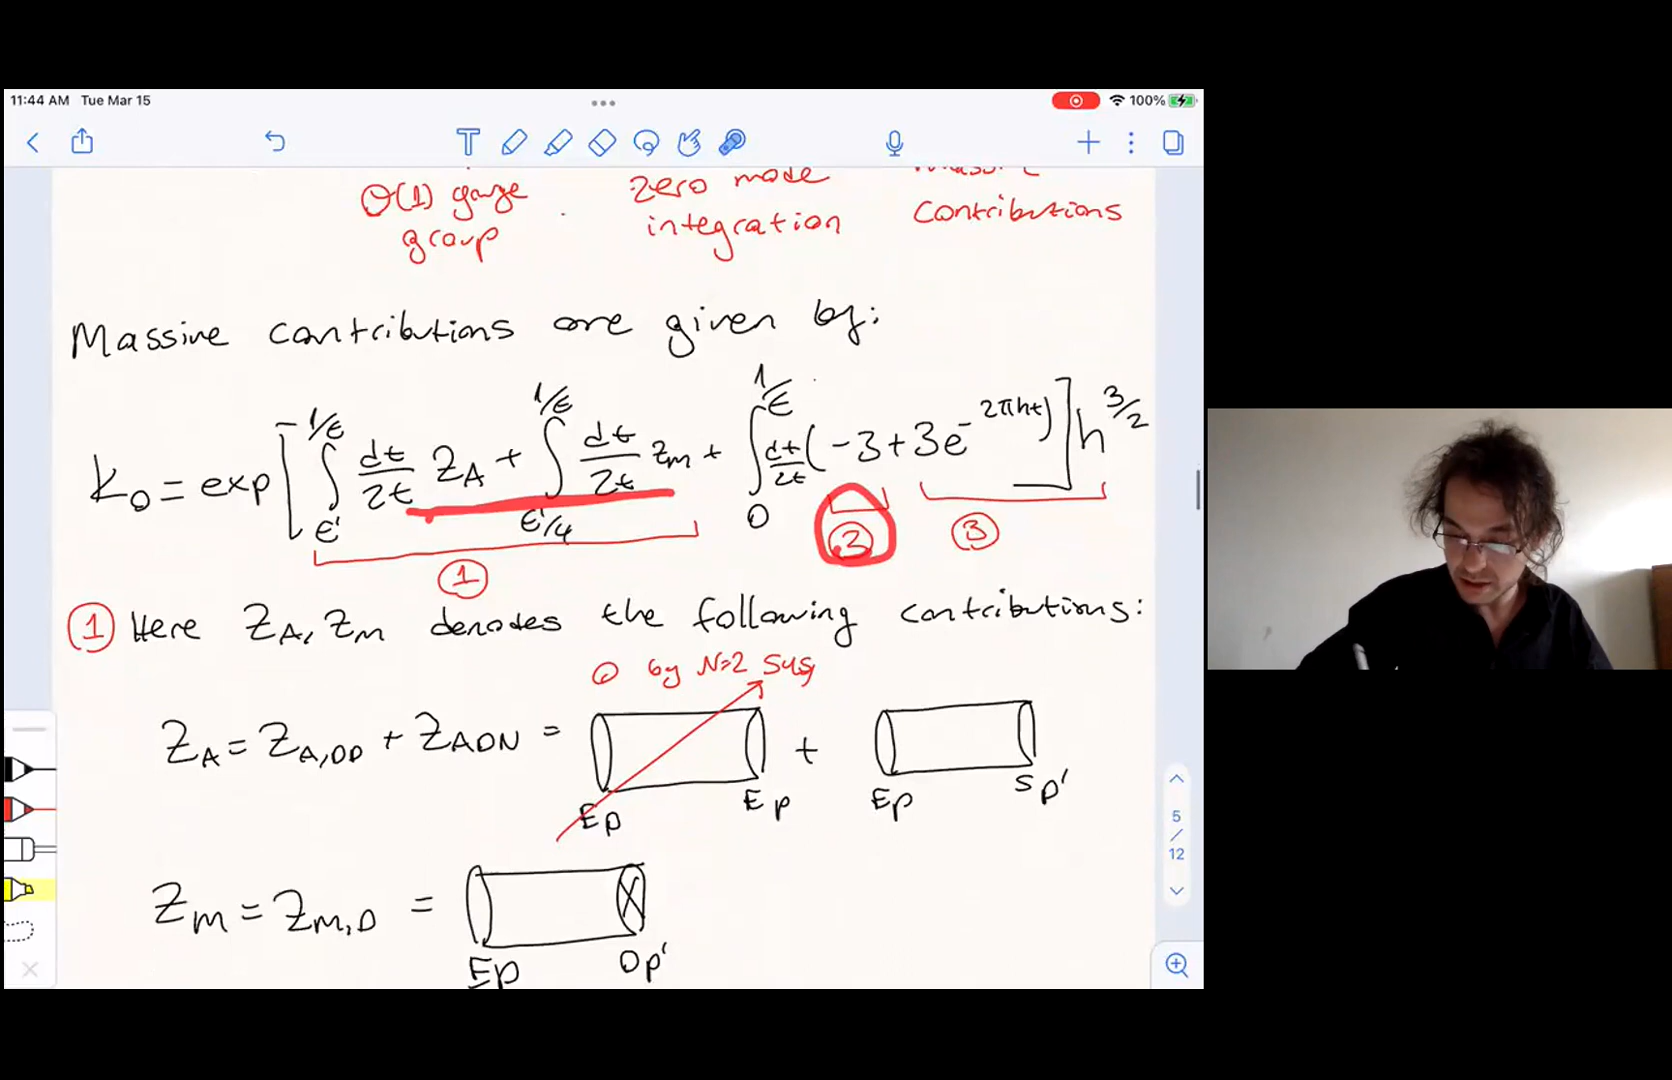 11:44 AM Tue Mar 15
100%
T
O(1) gauge group
zero mode integration
contributions
Massive contributions are given by:
K₀ = exp[ ∫_{ε'}^{1/ε} dt/2t Z_A + ∫_{ε'/4}^{1/ε} dt/2t Z_M + ∫_0^{1/ε} dt/2t (-3 + 3e^{-2πht}) ] h^{3/2}
① ② ③
① Here Z_A, Z_M denotes the following contributions:
0 by N=2 susy
Z_A = Z_{A,DD} + Z_{ADN} = +
Ep Ep Ep Sp'
Z_M = Z_{M,D} =
Ep Op'
5
/
12